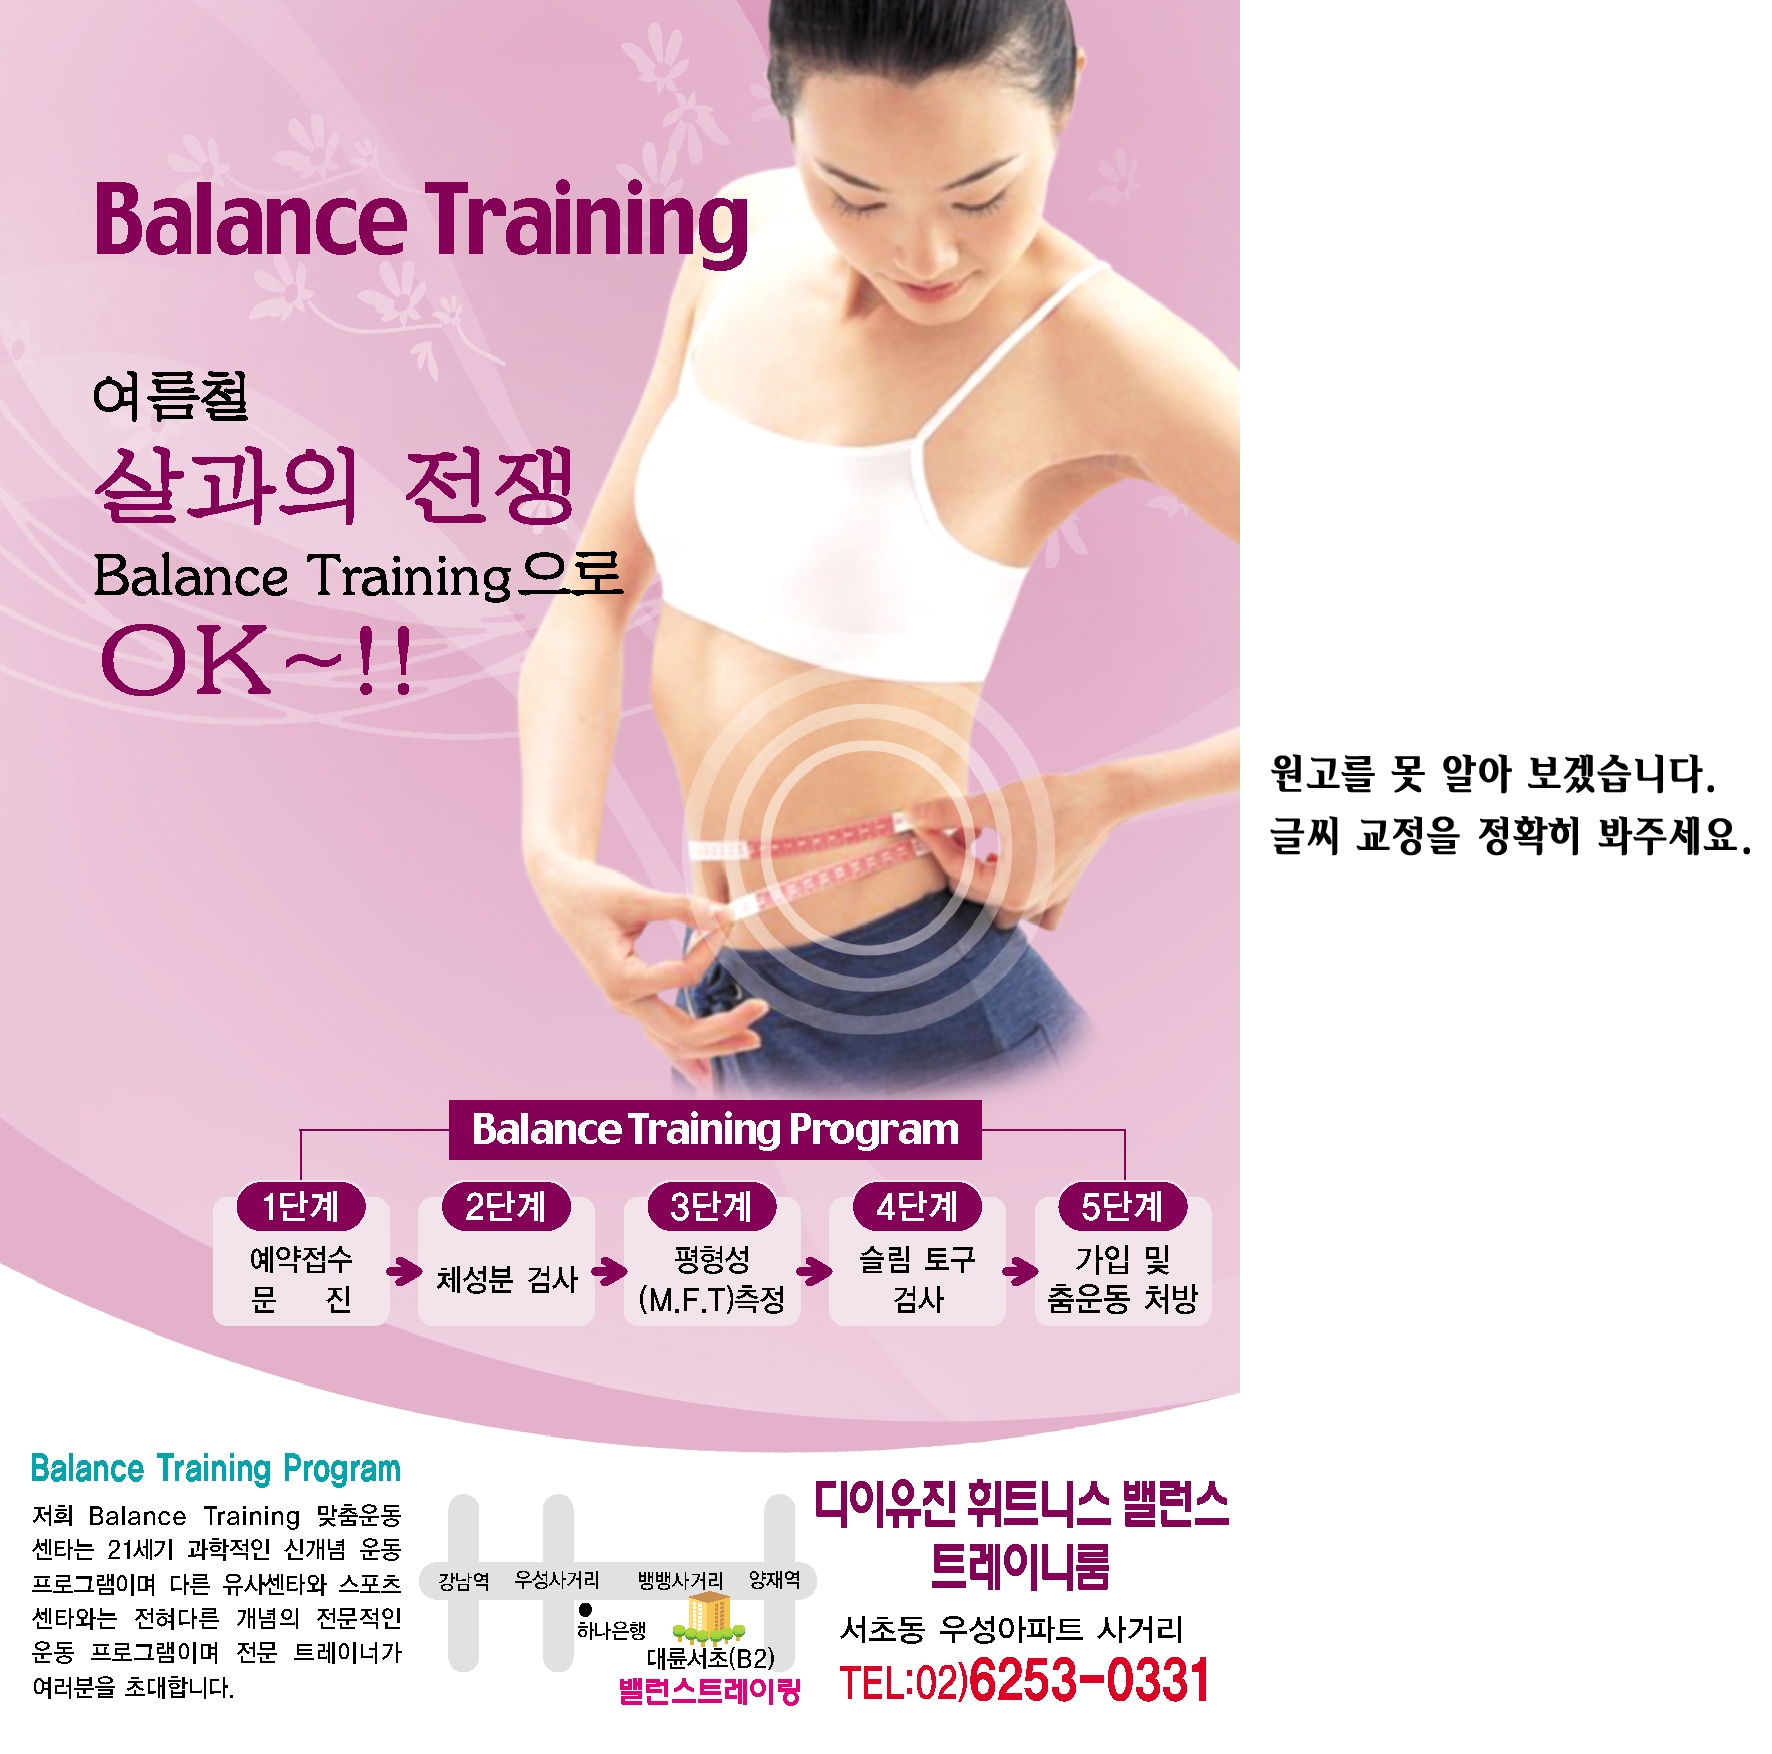 Balance Training
여름철
살과의 전쟁
Balance Training으로
OK~!!
원고를 못 알아 보겠습니다.
글씨 교정을 정확히 봐주세요.
Balance Training Program
1단계
예약접수
문 진
2단계
체성분 검사
3단계
평형성
(M.F.T)측정
4단계
슬림 토구
검사
5단계
가입 및
춤운동 처방
Balance Training Program
저희 Balance Training 맞춤운동
센타는 21세기 과학적인 신개념 운동
프로그램이며 다른 유사센타와 스포츠
센타와는 전혀다른 개념의 전문적인
운동 프로그램이며 전문 트레이너가
여러분을 초대합니다.
강남역 우성사거리 뱅뱅사거리 양재역
하나은행
대륜서초(B2)
밸런스트레이링
디이유진 휘트니스 밸런스
트레이니룸
서초동 우성아파트 사거리
TEL:02)6253-0331